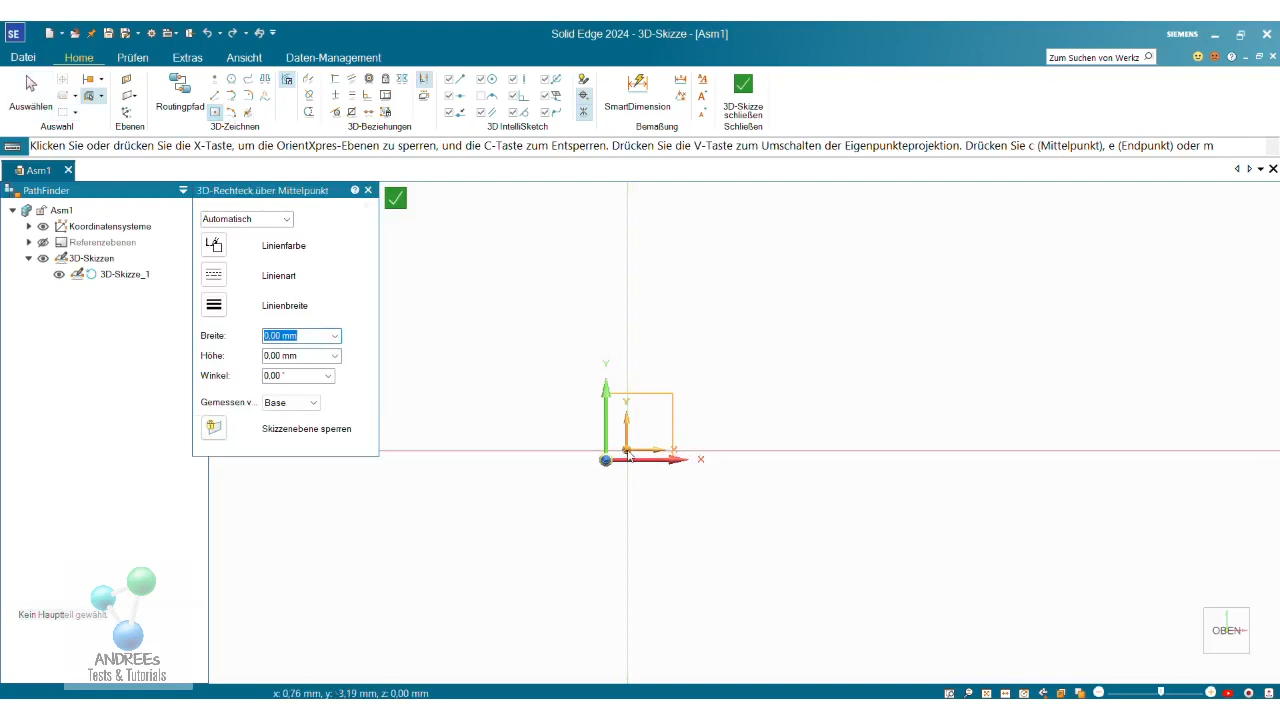 SE
Solid Edge 2024 - 3D-Skizze - [Asm1]
SIEMENS
Datei Home Prüfen Extras Ansicht Daten-Management
Zum Suchen von Werkz
Auswählen
Routingpfad
SmartDimension
3D-Skizze schließen
Auswahl Ebenen 3D-Zeichnen 3D-Beziehungen 3D IntelliSketch Bemaßung Schließen
Klicken Sie oder drücken Sie die X-Taste, um die OrientXpres-Ebenen zu sperren, und die C-Taste zum Entsperren. Drücken Sie die V-Taste zum Umschalten der Eigenpunkteprojektion. Drücken Sie c (Mittelpunkt), e (Endpunkt) oder m
Asm1
PathFinder
Asm1
Koordinatensysteme
Referenzebenen
3D-Skizzen
3D-Skizze_1
3D-Rechteck über Mittelpunkt
Automatisch
Linienfarbe
Linienart
Linienbreite
Breite: 0,00 mm
Höhe: 0,00 mm
Winkel: 0,00 °
Gemessen v... Base
Skizzenebene sperren
Y
Y
X
X
OBEN
Kein Hauptteil gewählt.
ANDREEs
Tests & Tutorials
x: 0,76 mm, y: -3,19 mm, z: 0,00 mm